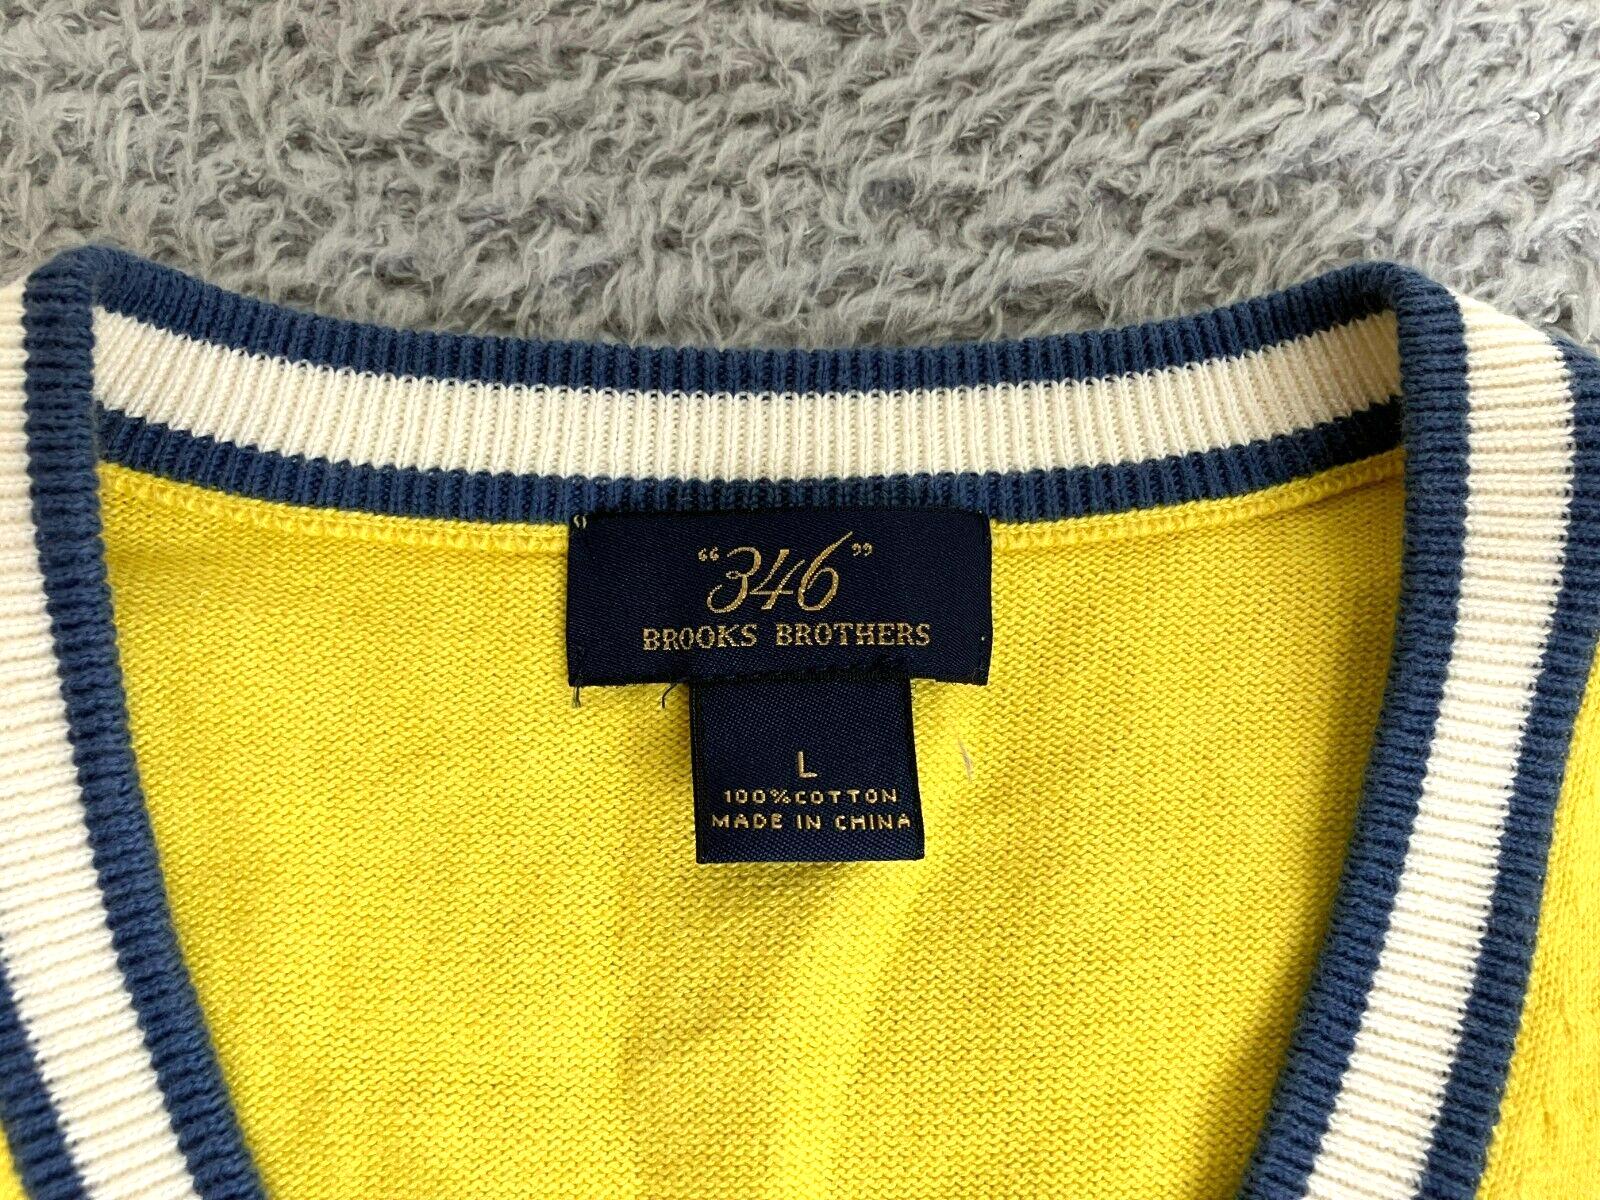 “346”
BROOKS BROTHERS
L
100% COTTON
MADE IN CHINA